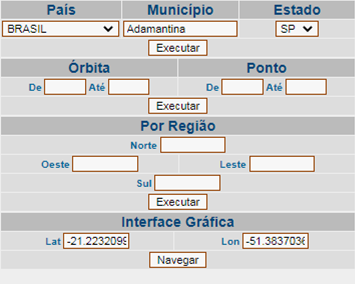 País Município Estado
BRASIL Adamantina SP
Executar
Órbita Ponto
De Até De Até
Executar
Por Região
Norte
Oeste Leste
Sul
Executar
Interface Gráfica
Lat -21.2232099 Lon -51.3837036
Navegar